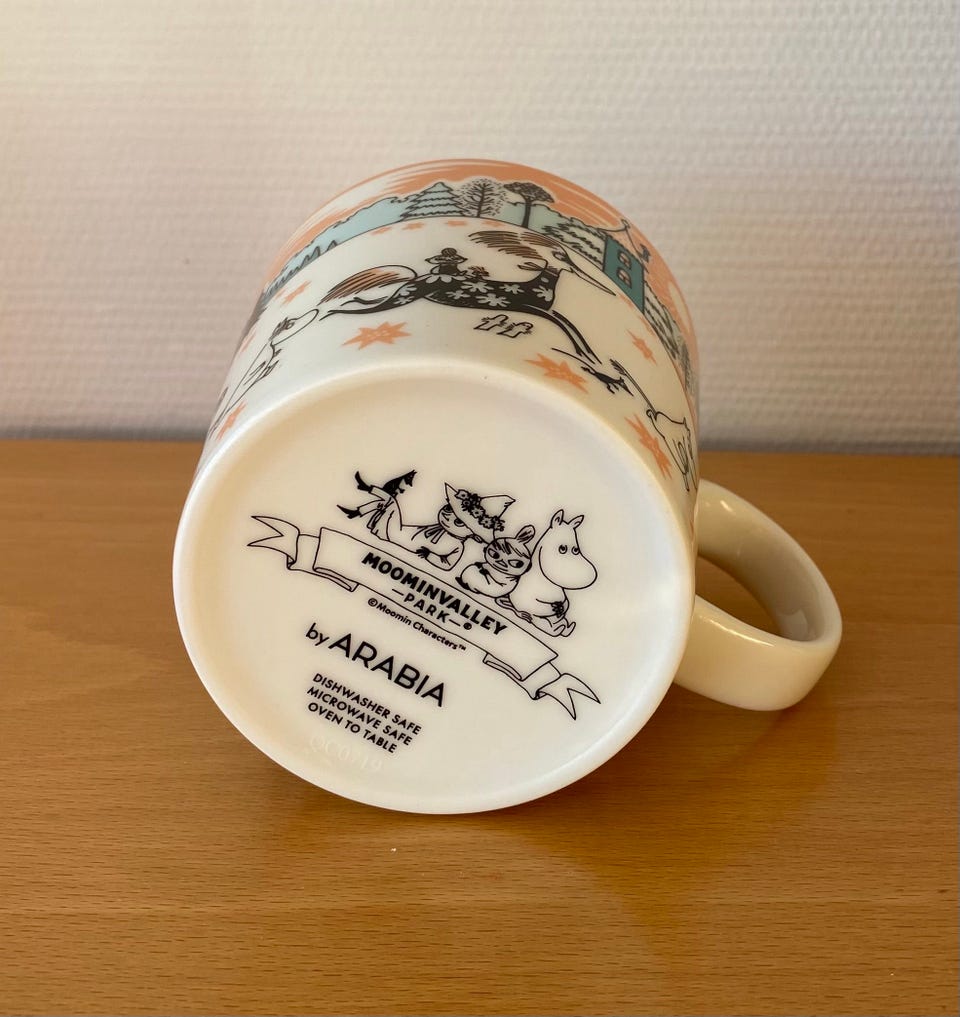 MOOMINVALLEY
—PARK—©
©Moomin Characters™
by ARABIA
DISHWASHER SAFE
MICROWAVE SAFE
OVEN TO TABLE